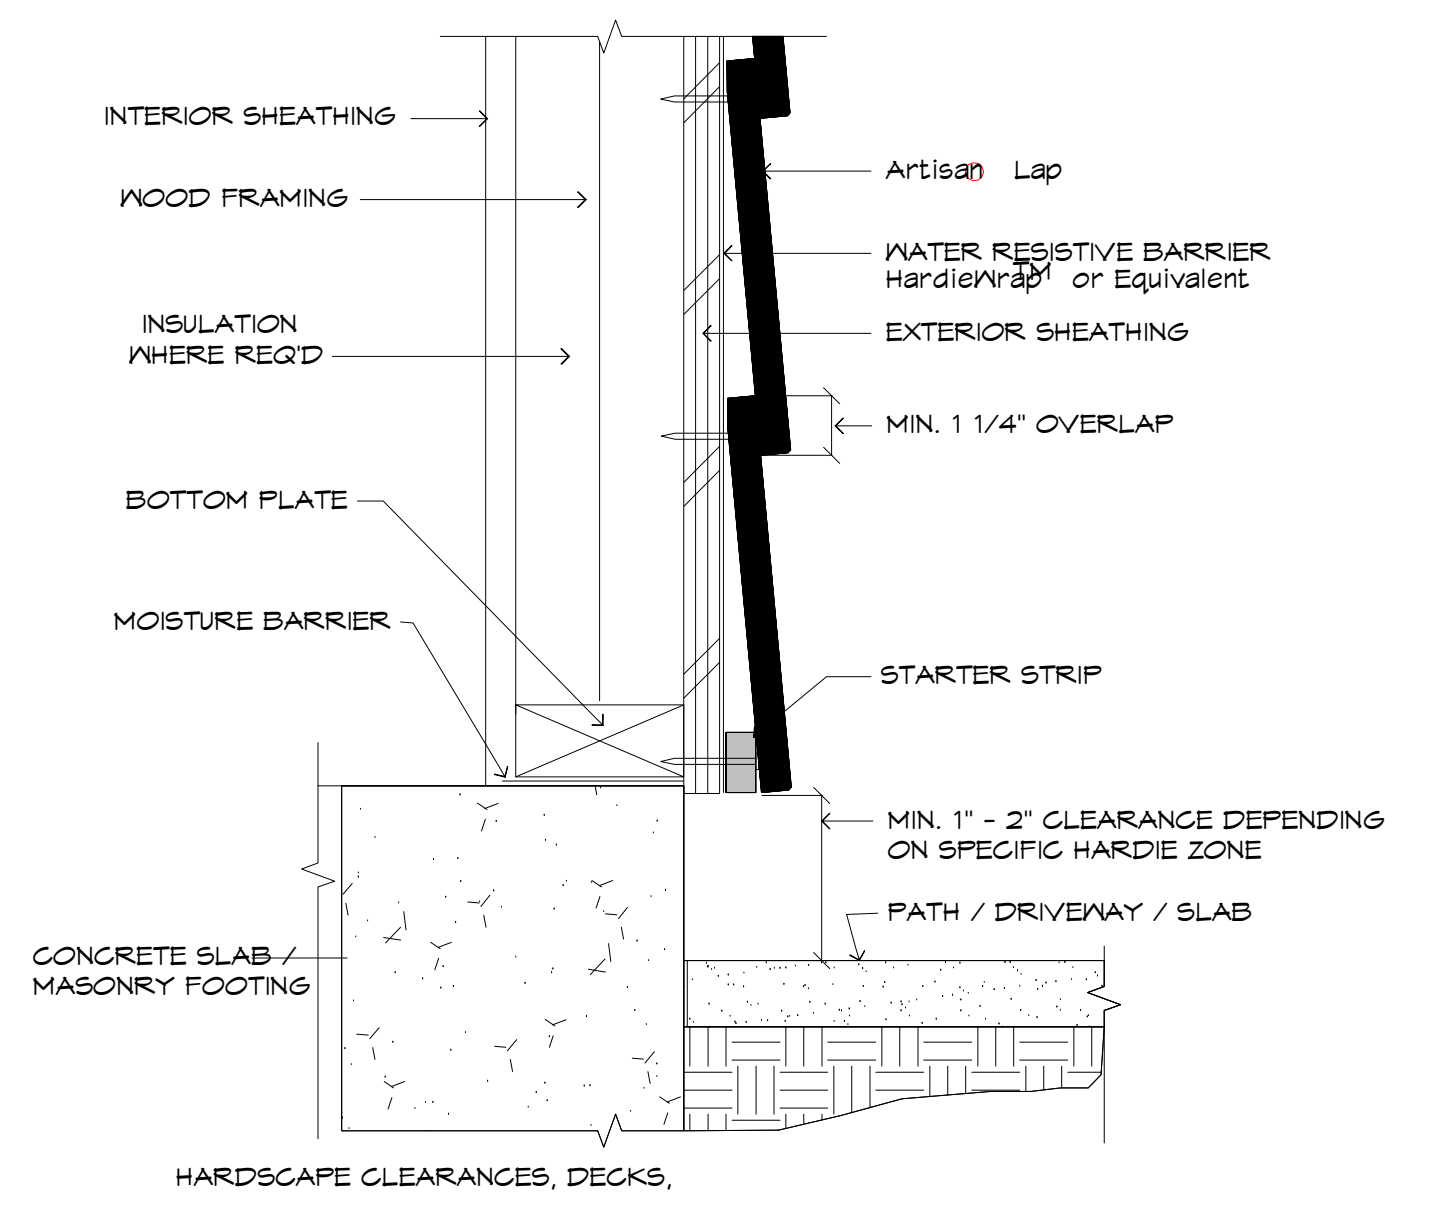 INTERIOR SHEATHING
WOOD FRAMING
INSULATION
WHERE REQ'D
BOTTOM PLATE
MOISTURE BARRIER
CONCRETE SLAB /
MASONRY FOOTING
Artisan Lap
WATER RESISTIVE BARRIER
HardieWrap™ or Equivalent
EXTERIOR SHEATHING
MIN. 1 1/4" OVERLAP
STARTER STRIP
MIN. 1" - 2" CLEARANCE DEPENDING
ON SPECIFIC HARDIE ZONE
PATH / DRIVEWAY / SLAB
HARDSCAPE CLEARANCES, DECKS,